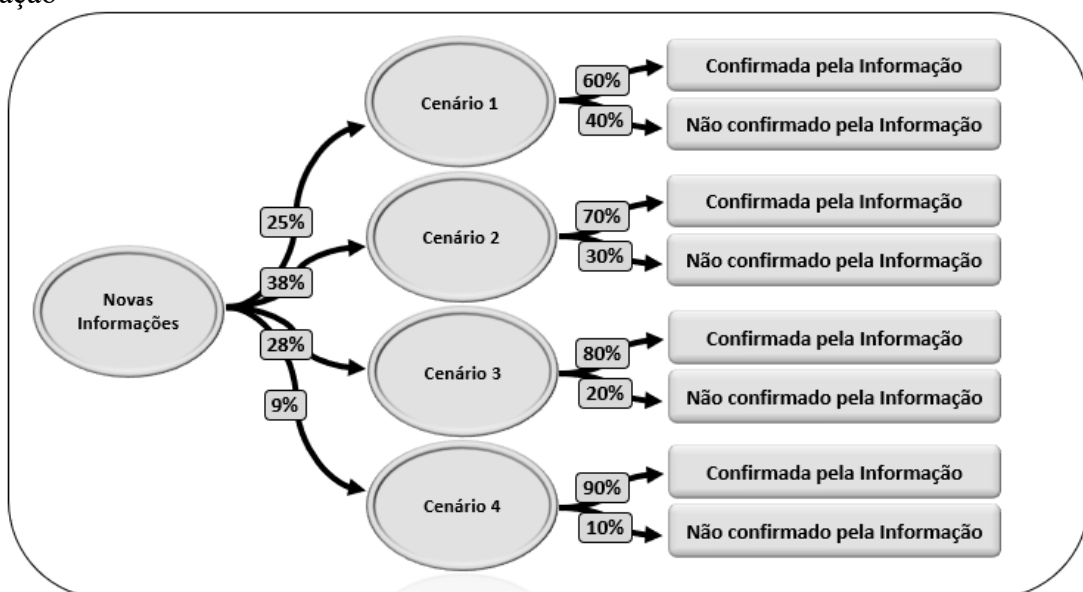 Cenário 1
60%
Confirmada pela Informação
40%
Não confirmado pela Informação
25%
Cenário 2
70%
Confirmada pela Informação
30%
Não confirmado pela Informação
38%
Novas
Informações
28%
Cenário 3
80%
Confirmada pela Informação
20%
Não confirmado pela Informação
9%
Cenário 4
90%
Confirmada pela Informação
10%
Não confirmado pela Informação